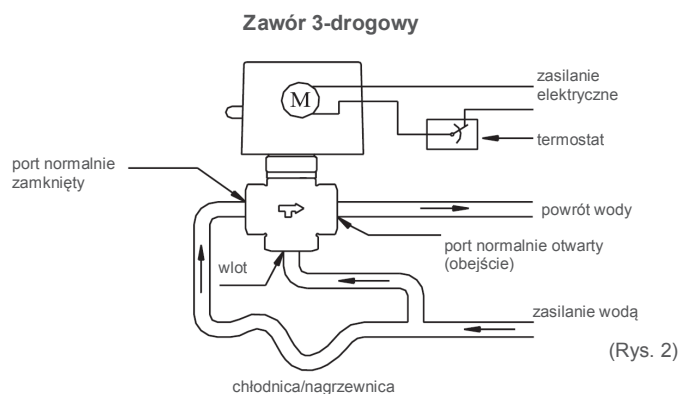 Zawór 3-drogowy
zasilanie
elektryczne
M
termostat
port normalnie
zamknięty
powrót wody
port normalnie otwarty
(obejście)
wlot
zasilanie wodą
(Rys. 2)
chłodnica/nagrzewnica